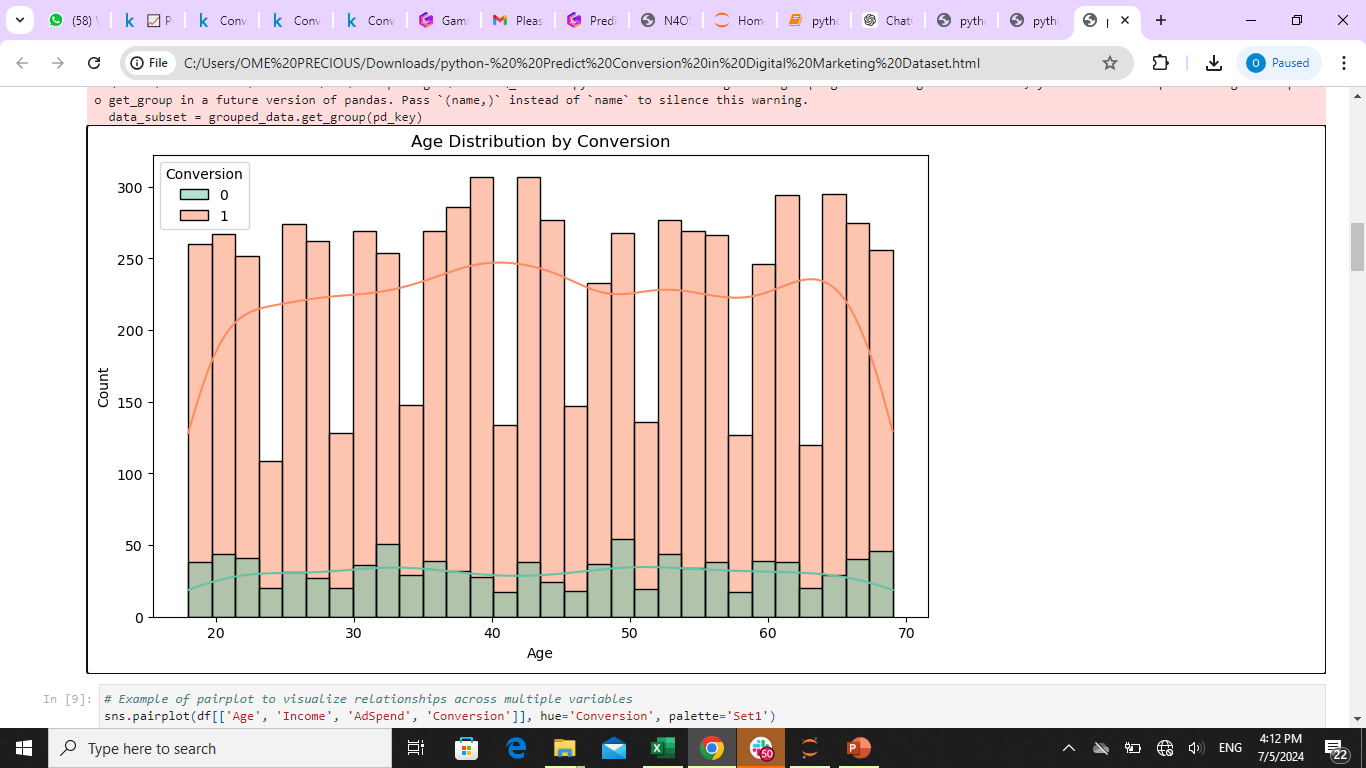 (58)
P
Conv
Conv
Conv
Game
Pleas
Predi
N4O
Hom
pytho
Chat
pytho
pytho
File
C:/Users/OME%20PRECIOUS/Downloads/python-%20%20Predict%20Conversion%20in%20Digital%20Marketing%20Dataset.html
O
Paused
o get_group in a future version of pandas. Pass `(name,)` instead of `name` to silence this warning.
data_subset = grouped_data.get_group(pd_key)
Age Distribution by Conversion
Conversion
0
1
300
250
200
150
100
50
0
Count
20 30 40 50 60 70
Age
In [9]:
# Example of pairplot to visualize relationships across multiple variables
sns.pairplot(df[['Age', 'Income', 'AdSpend', 'Conversion']], hue='Conversion', palette='Set1')
Type here to search
50
ENG
4:12 PM
7/5/2024
22